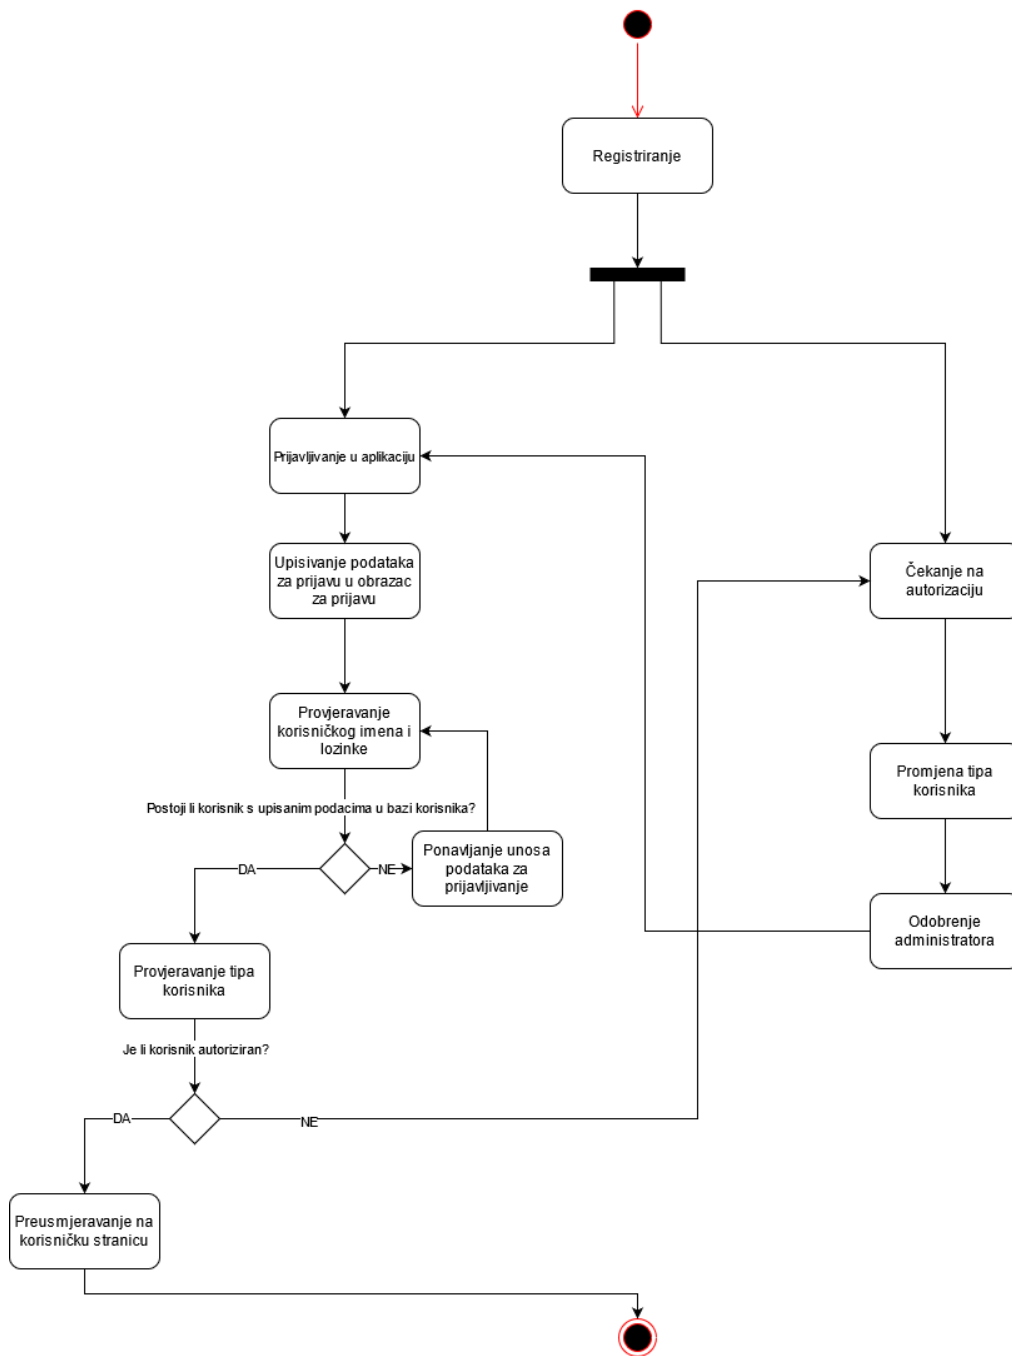 Registriranje
Prijavljivanje u aplikaciju
Upisivanje podataka
za prijavu u obrazac
za prijavu
Čekanje na
autorizaciju
Provjeravanje
korisničkog imena i
lozinke
Promjena tipa
korisnika
Postoji li korisnik s upisanim podacima u bazi korisnika?
DA
NE
Ponavljanje unosa
podataka za
prijavljivanje
Odobrenje
administratora
Provjeravanje tipa
korisnika
Je li korisnik autoriziran?
DA
NE
Preusmjeravanje na
korisničku stranicu